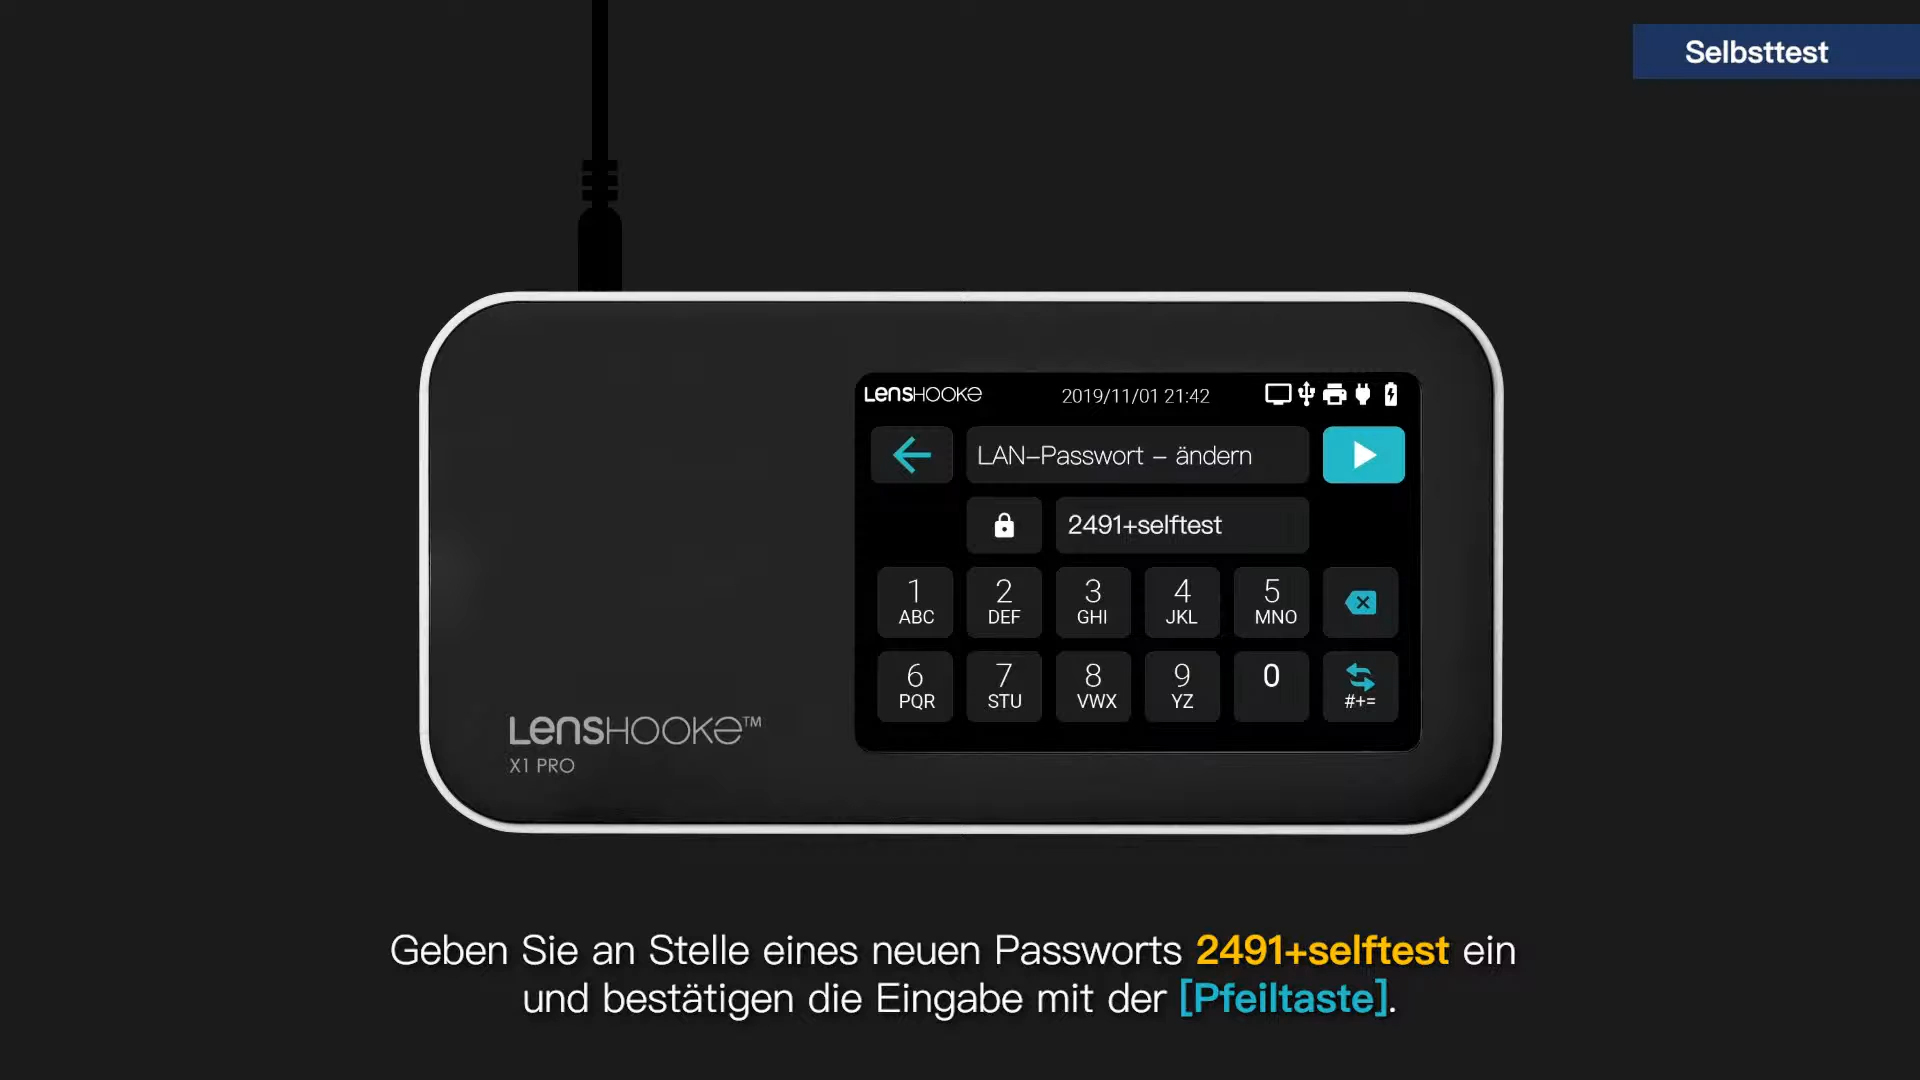 Selbsttest
LENSHOOKE 2019/11/01 21:42
LAN-Passwort - ändern
2491+selftest
1 2 3 4 5
ABC DEF GHI JKL MNO
6 7 8 9 0
PQR STU VWX YZ #+=
LENSHOOKE™
X1 PRO
Geben Sie an Stelle eines neuen Passworts 2491+selftest ein
und bestätigen die Eingabe mit der [Pfeiltaste].